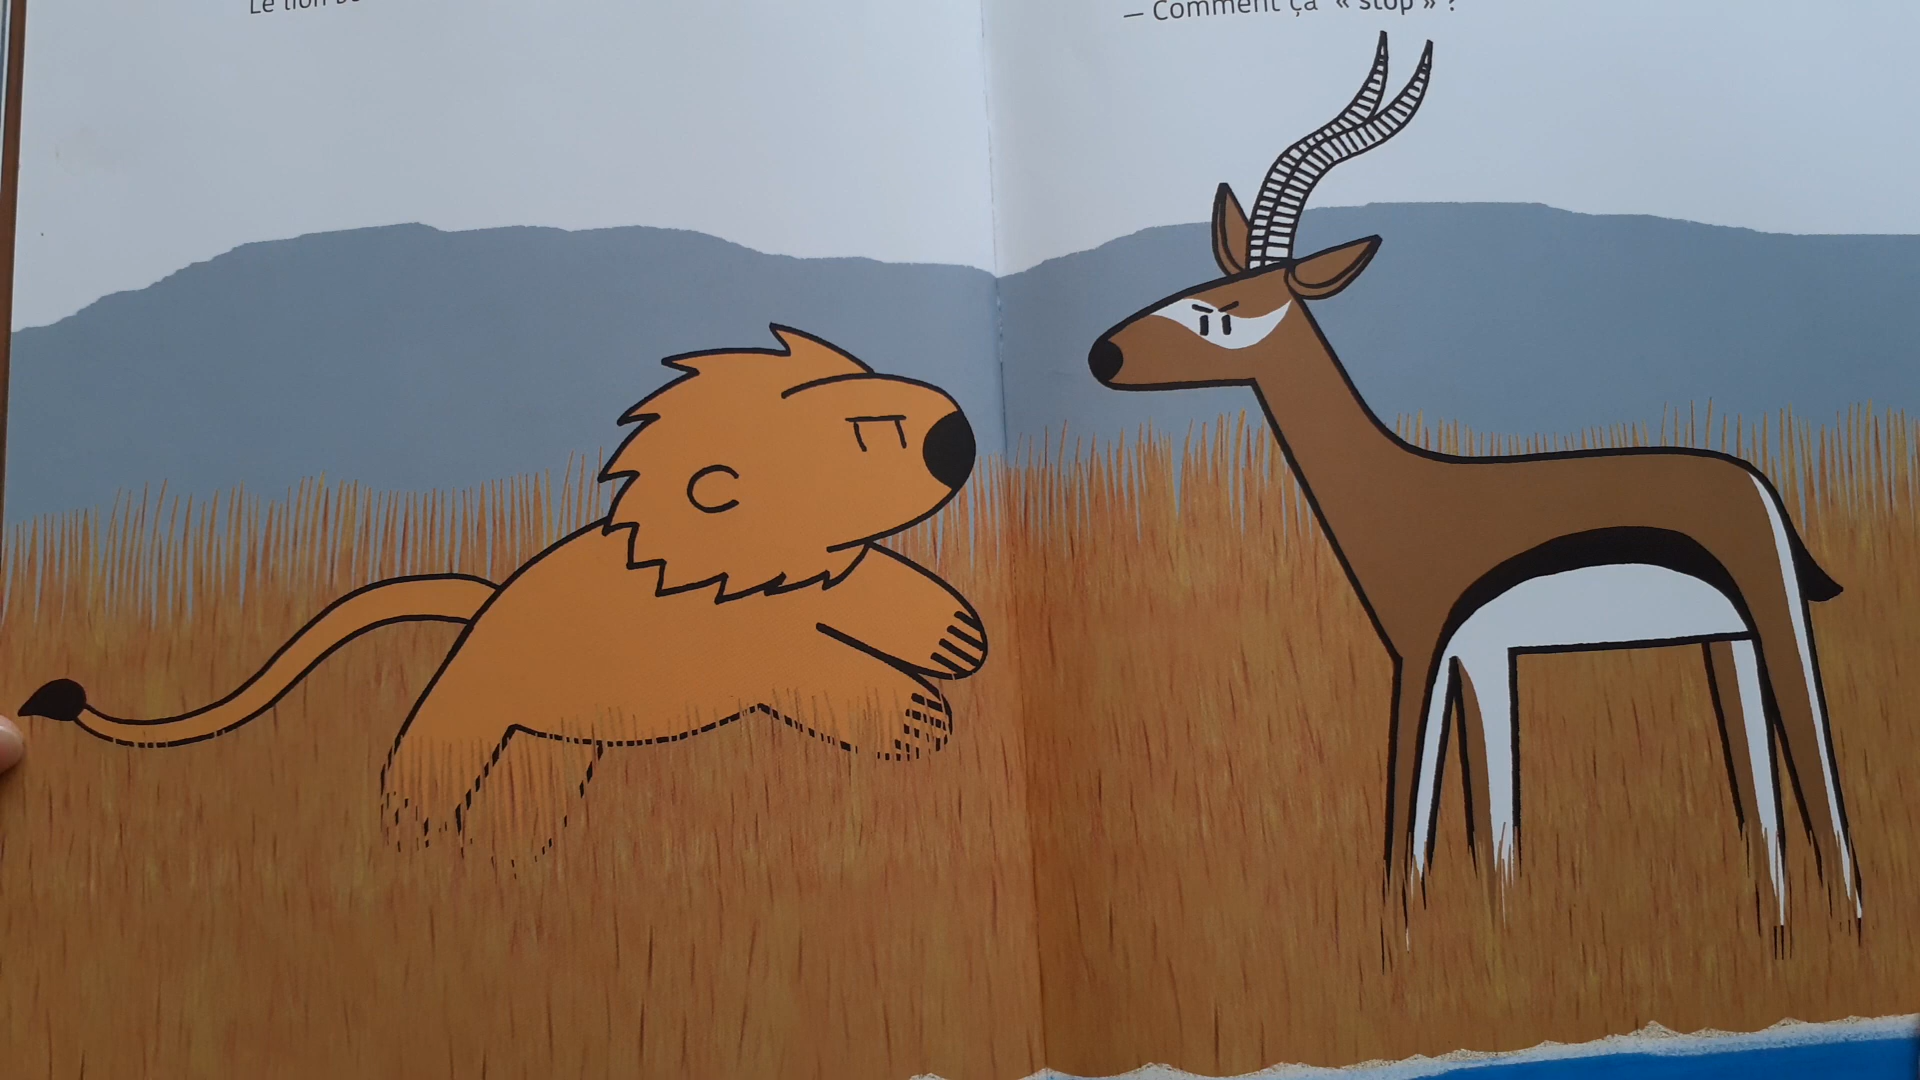 Le lion
— Comment ça « stop » ?